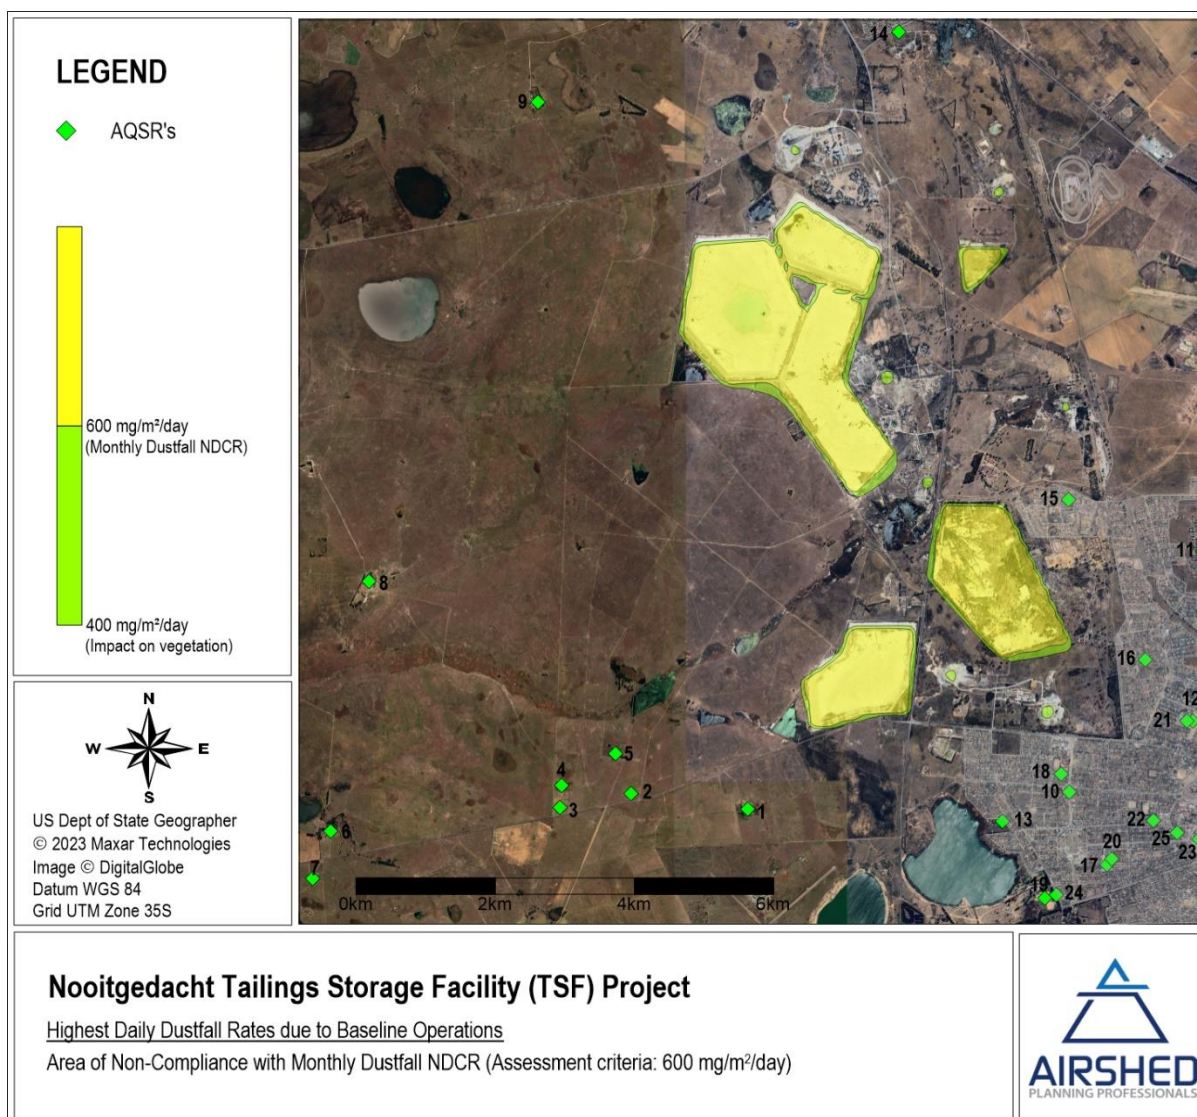 LEGEND
AQSR's
600 mg/m²/day
(Monthly Dustfall NDCR)
400 mg/m²/day
(Impact on vegetation)
N
W
E
S
US Dept of State Geographer
© 2023 Maxar Technologies
Image © DigitalGlobe
Datum WGS 84
Grid UTM Zone 35S
14
9
15
11
8
16
12
21
5
4
18
2
10
3
1
13
22
6
25
23
20
17
7
19
24
0km
2km
4km
6km
Nooitgedacht Tailings Storage Facility (TSF) Project
Highest Daily Dustfall Rates due to Baseline Operations
Area of Non-Compliance with Monthly Dustfall NDCR (Assessment criteria: 600 mg/m²/day)
AIRSHED
PLANNING PROFESSIONALS